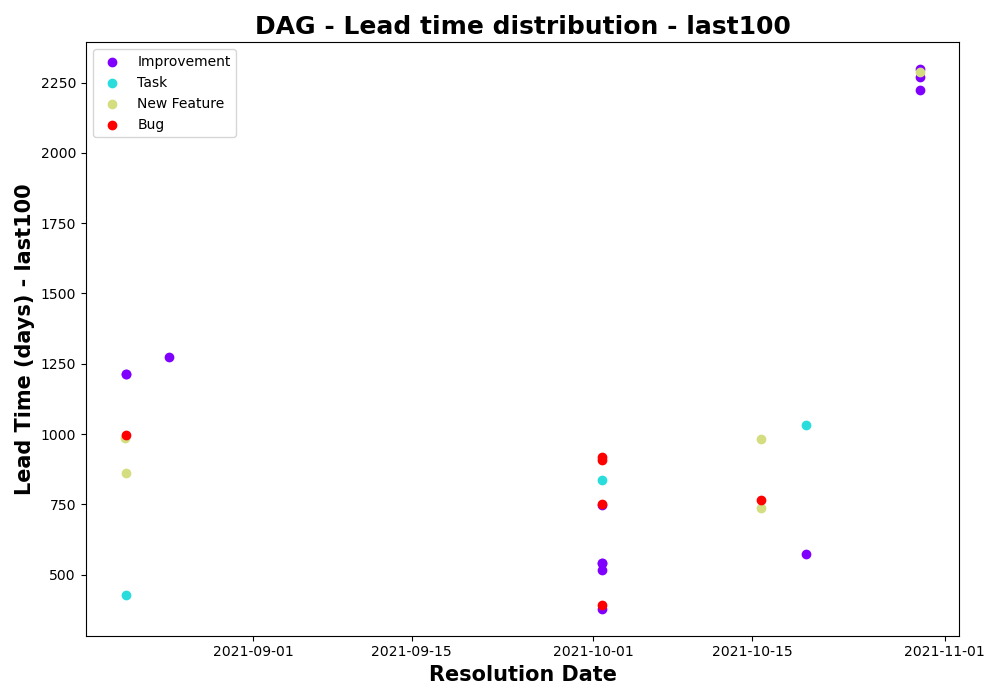 DAG - Lead time distribution - last100
Improvement
Task
New Feature
Bug
Lead Time (days) - last100
2250
2000
1750
1500
1250
1000
750
500
2021-09-01
2021-09-15
2021-10-01
2021-10-15
2021-11-01
Resolution Date